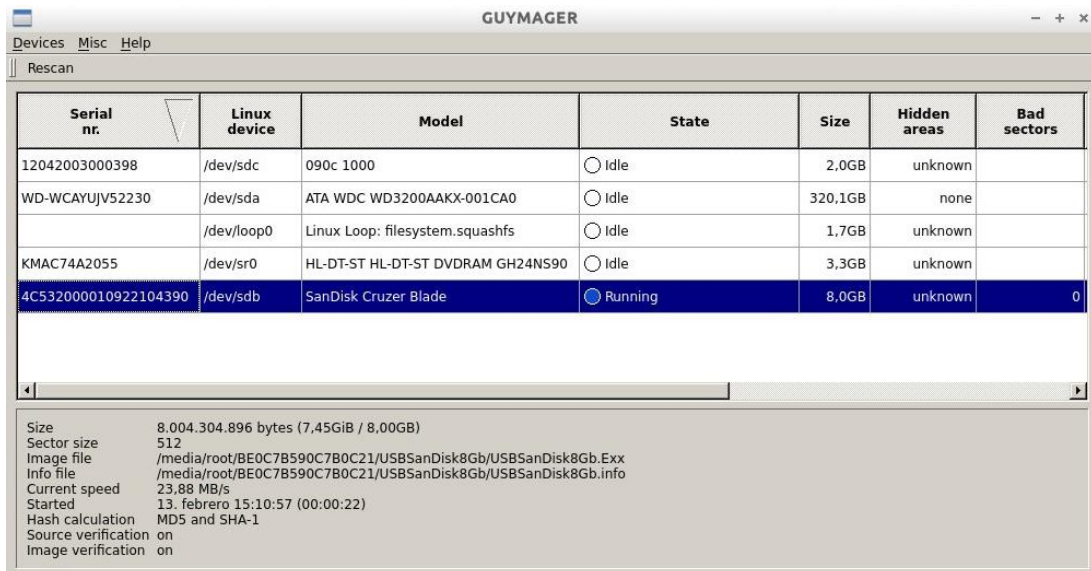 GUYMAGER
Devices Misc Help
Rescan
Serial nr. Linux device Model State Size Hidden areas Bad sectors
12042003000398 /dev/sdc 090c 1000 Idle 2,0GB unknown
WD-WCAYUJV52230 /dev/sda ATA WDC WD3200AAKX-001CA0 Idle 320,1GB none
/dev/loop0 Linux Loop: filesystem.squashfs Idle 1,7GB unknown
KMAC74A2055 /dev/sr0 HL-DT-ST HL-DT-ST DVDRAM GH24NS90 Idle 3,3GB unknown
4C532000010922104390 /dev/sdb SanDisk Cruzer Blade Running 8,0GB unknown 0
Size 8.004.304.896 bytes (7,45GiB / 8,00GB)
Sector size 512
Image file /media/root/BE0C7B590C7B0C21/USBSanDisk8Gb/USBSanDisk8Gb.Exx
Info file /media/root/BE0C7B590C7B0C21/USBSanDisk8Gb/USBSanDisk8Gb.info
Current speed 23,88 MB/s
Started 13. febrero 15:10:57 (00:00:22)
Hash calculation MD5 and SHA-1
Source verification on
Image verification on